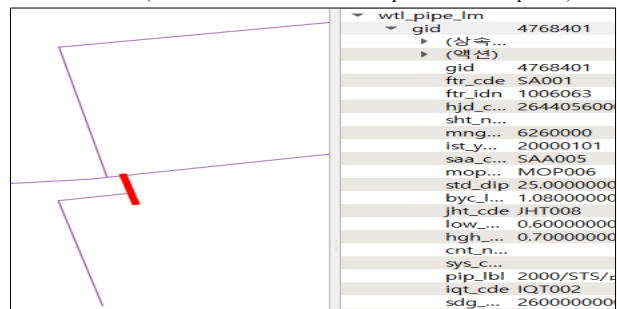 wtl_pipe_lm
gid 4768401
(상속...
(액션)
gid 4768401
ftr_cde SA001
ftr_idn 1006063
hjd_c... 2644056000
sht_n...
mng... 6260000
ist_y... 20000101
saa_c... SAA005
mop... MOP006
std_dip 25.0000000
byc_l... 1.08000000
jht_cde JHT008
low_... 0.60000000
hgh_... 0.70000000
cnt_n...
sys_c...
pip_lbl 2000/STS/
iqt_cde IQT002
sdg_... 260000000